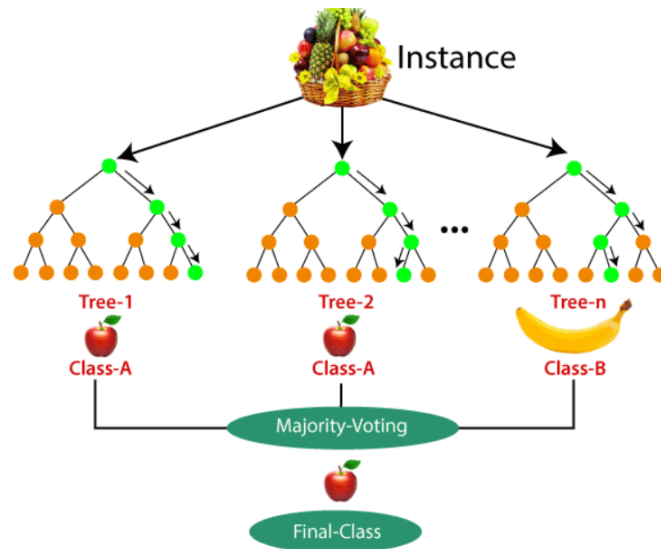 Instance
Tree-1
Tree-2
Tree-n
Class-A
Class-A
Class-B
Majority-Voting
Final-Class